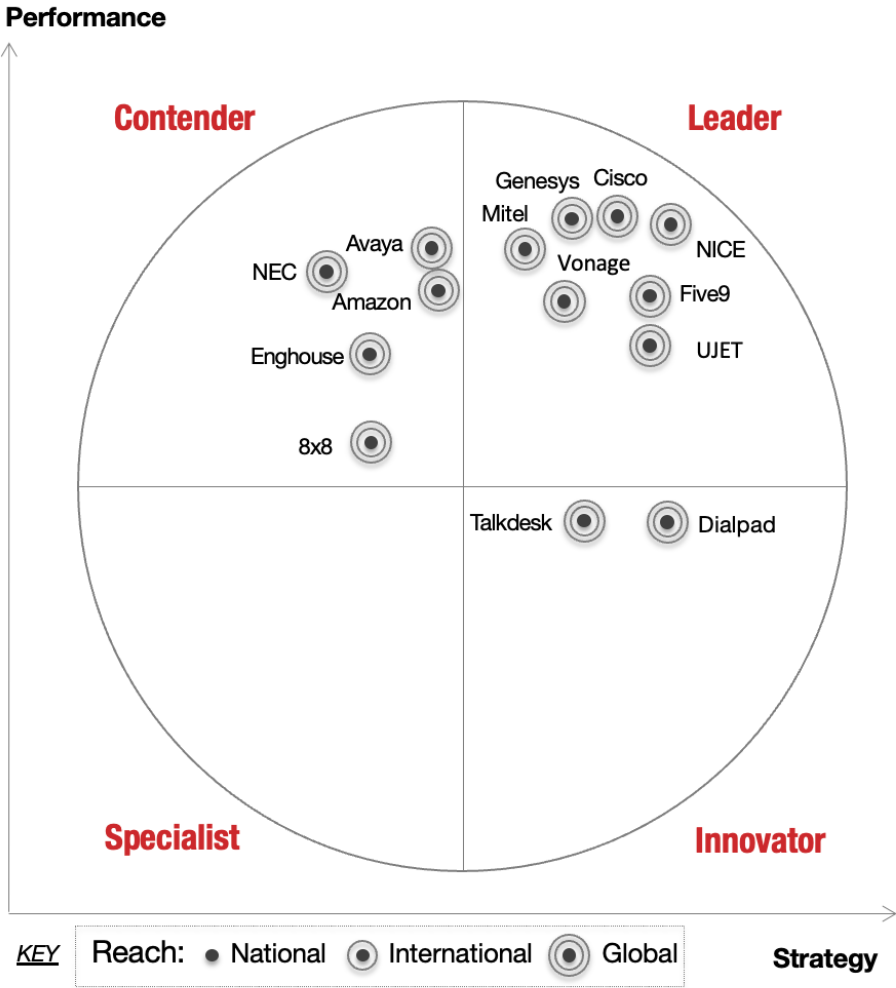 Performance
Contender
Leader
Genesys Cisco
Mitel
Avaya
NICE
Vonage
NEC
Five9
Amazon
UJET
Enghouse
8x8
Talkdesk
Dialpad
Specialist
Innovator
KEY Reach: National International Global
Strategy